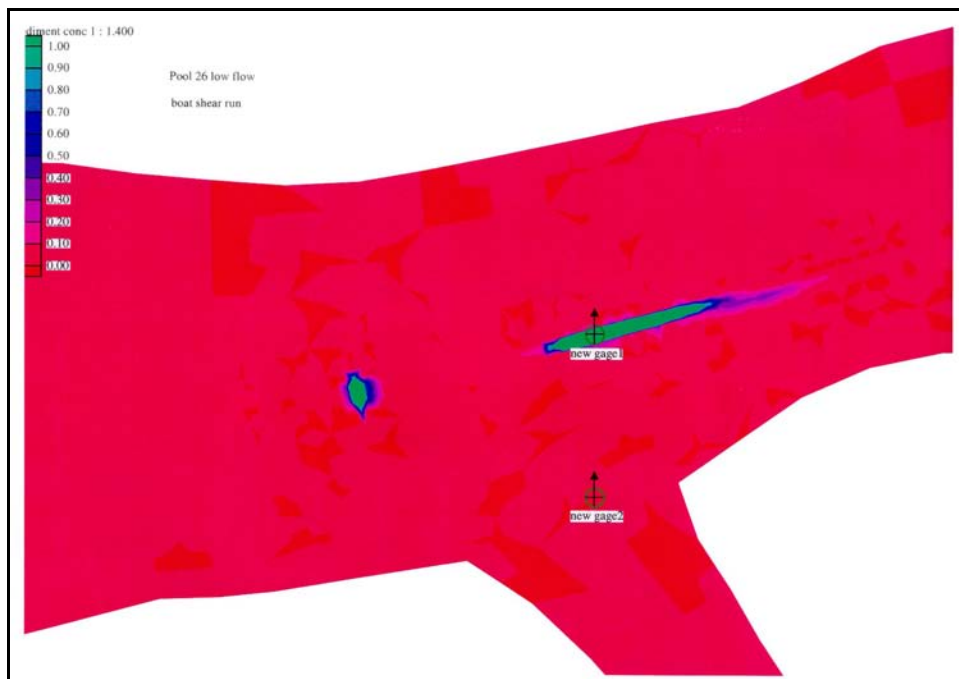 diment conc 1 : 1.400
1.00
0.90
0.80
0.70
0.60
0.50
0.40
0.30
0.20
0.10
0.00
Pool 26 low flow
boat shear run
new gage1
new gage2